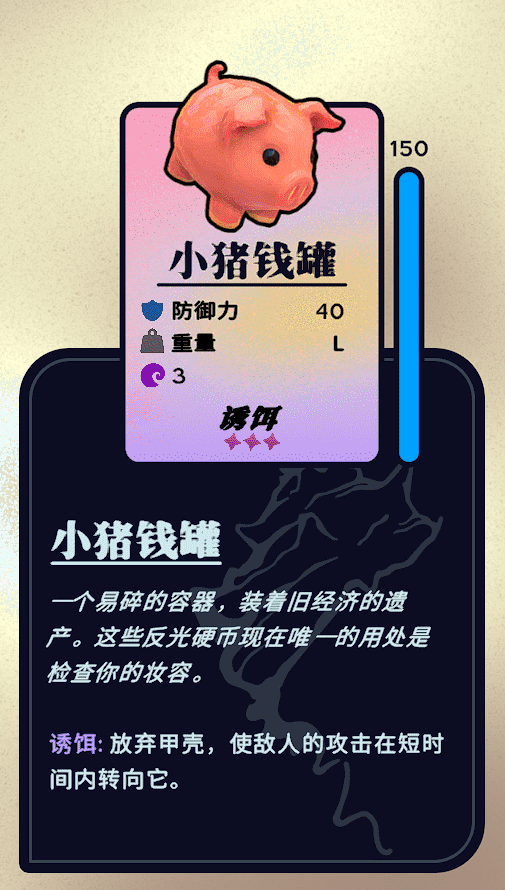 150
小猪钱罐
防御力 40
重量 L
3
诱饵
小猪钱罐
一个易碎的容器，装着旧经济的遗
产。这些反光硬币现在唯一的用处是
检查你的妆容。
诱饵: 放弃甲壳，使敌人的攻击在短时
间内转向它。